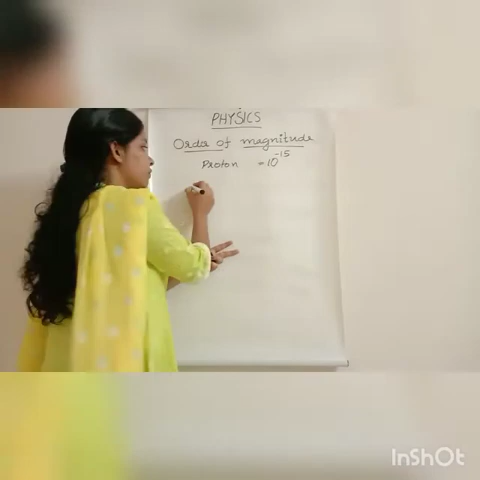 PHYSICS
Order of magnitude
Proton = 10⁻¹⁵
InShOt